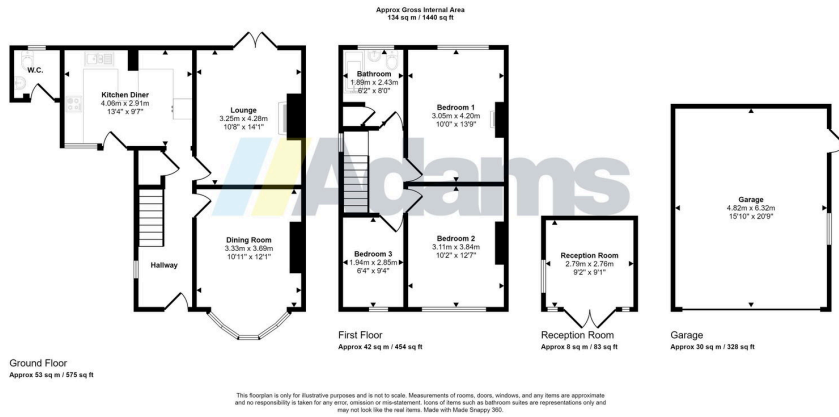 Approx Gross Internal Area
134 sq m / 1440 sq ft
W.C.
Kitchen Diner
4.06m x 2.91m
13'4" x 9'7"
Lounge
3.25m x 4.28m
10'8" x 14'1"
Dining Room
3.33m x 3.69m
10'11" x 12'1"
Hallway
Ground Floor
Approx 53 sq m / 575 sq ft
Bathroom
1.89m x 2.43m
6'2" x 8'0"
Bedroom 1
3.05m x 4.20m
10'0" x 13'9"
Bedroom 3
1.94m x 2.85m
6'4" x 9'4"
Bedroom 2
3.11m x 3.84m
10'2" x 12'7"
First Floor
Approx 42 sq m / 454 sq ft
Reception Room
2.79m x 2.76m
9'2" x 9'1"
Reception Room
Approx 8 sq m / 83 sq ft
Garage
4.82m x 6.32m
15'10" x 20'9"
Garage
Approx 30 sq m / 328 sq ft
Adams
This floorplan is only for illustrative purposes and is not to scale. Measurements of rooms, doors, windows, and any items are approximate
and no responsibility is taken for any error, omission or mis-statement. Icons of items such as bathroom suites are representations only and
may not look like the real items. Made with Made Snappy 360.